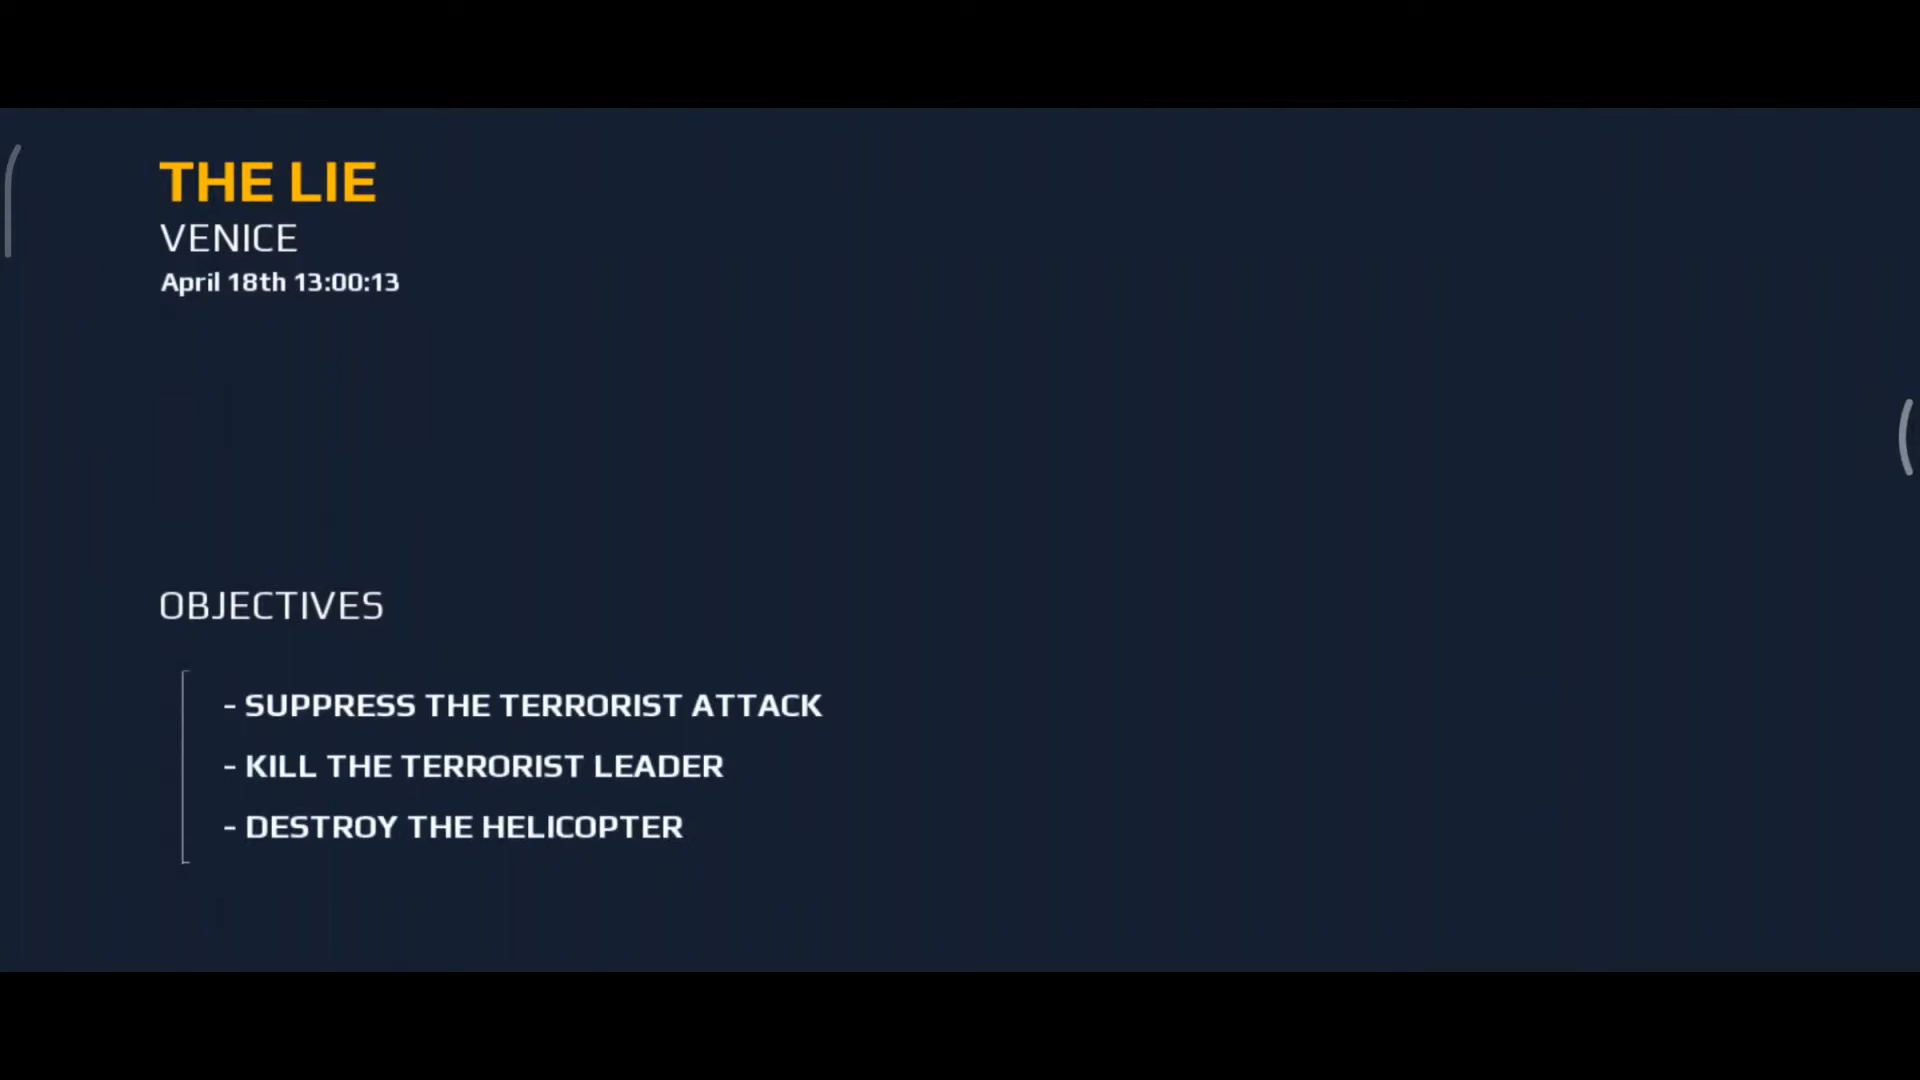 THE LIE
VENICE
April 18th 13:00:13
OBJECTIVES
- SUPPRESS THE TERRORIST ATTACK
- KILL THE TERRORIST LEADER
- DESTROY THE HELICOPTER